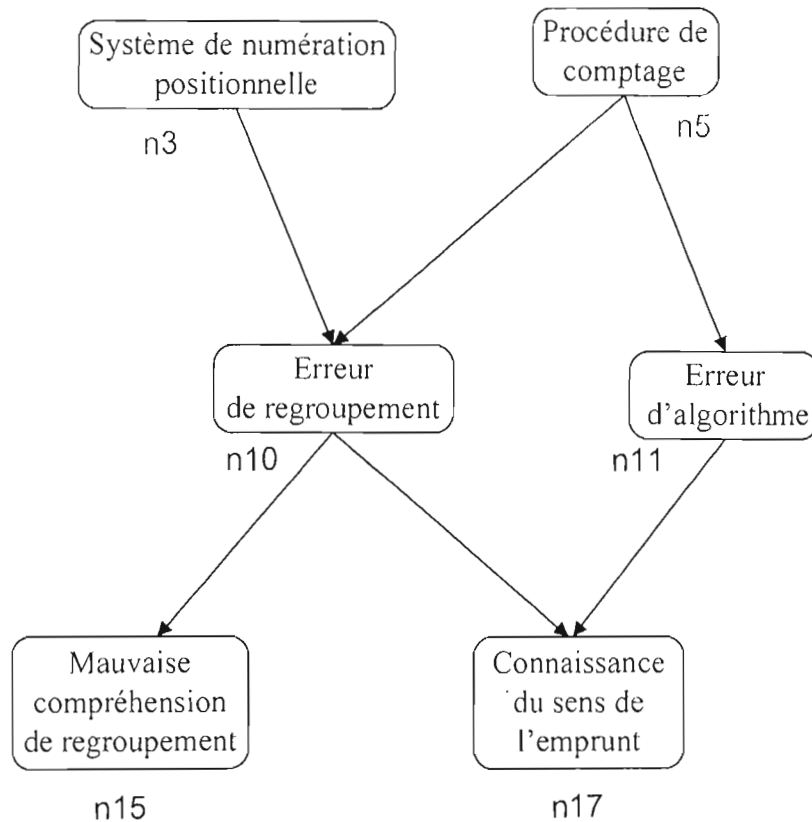 Système de numération
positionnelle
n3
Procédure de
comptage
n5
Erreur
de regroupement
n10
Erreur
d'algorithme
n11
Mauvaise
compréhension
de regroupement
n15
Connaissance
du sens de
l'emprunt
n17